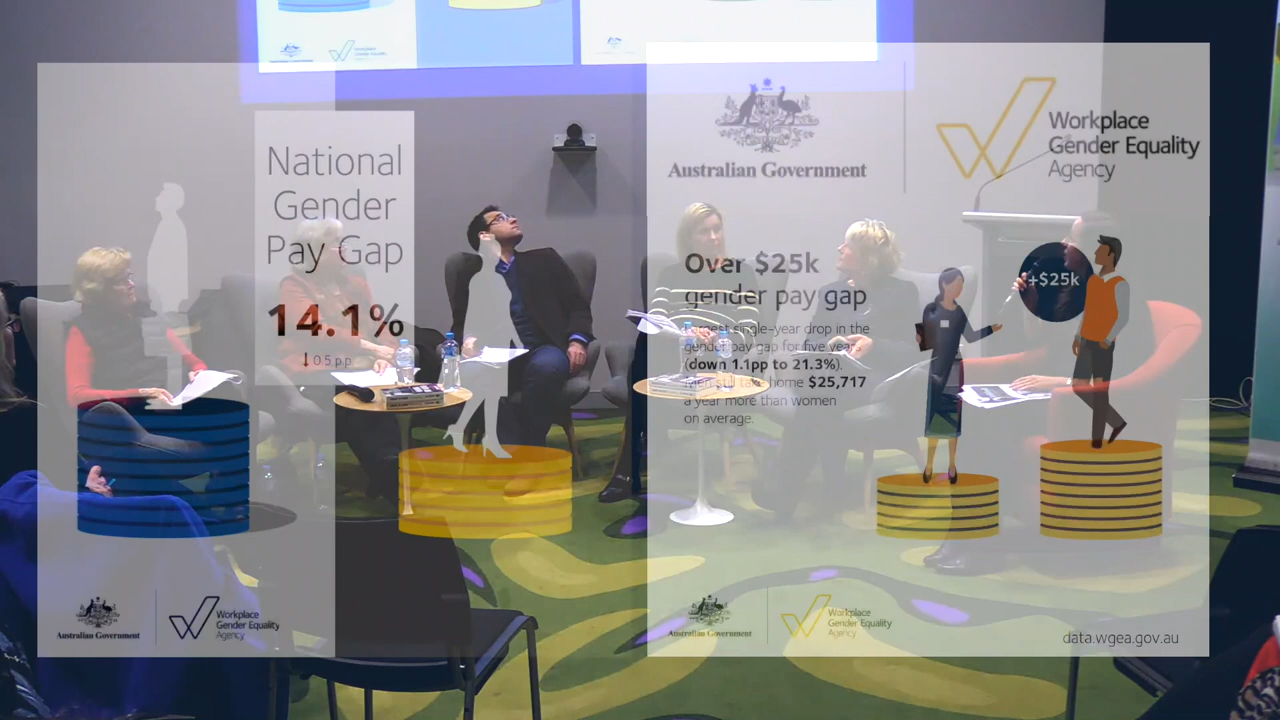 National
Gender
Pay Gap
14.1%
↓0.5 p.p.
Australian Government
Workplace
Gender Equality
Agency
Australian Government
Workplace
Gender Equality
Agency
Over $25k
gender pay gap
Largest single-year drop in the
gender pay gap for five years
(down 1.1pp to 21.3%).
Men still take home $25,717
a year more than women
on average.
+$25k
Australian Government
Workplace
Gender Equality
Agency
data.wgea.gov.au